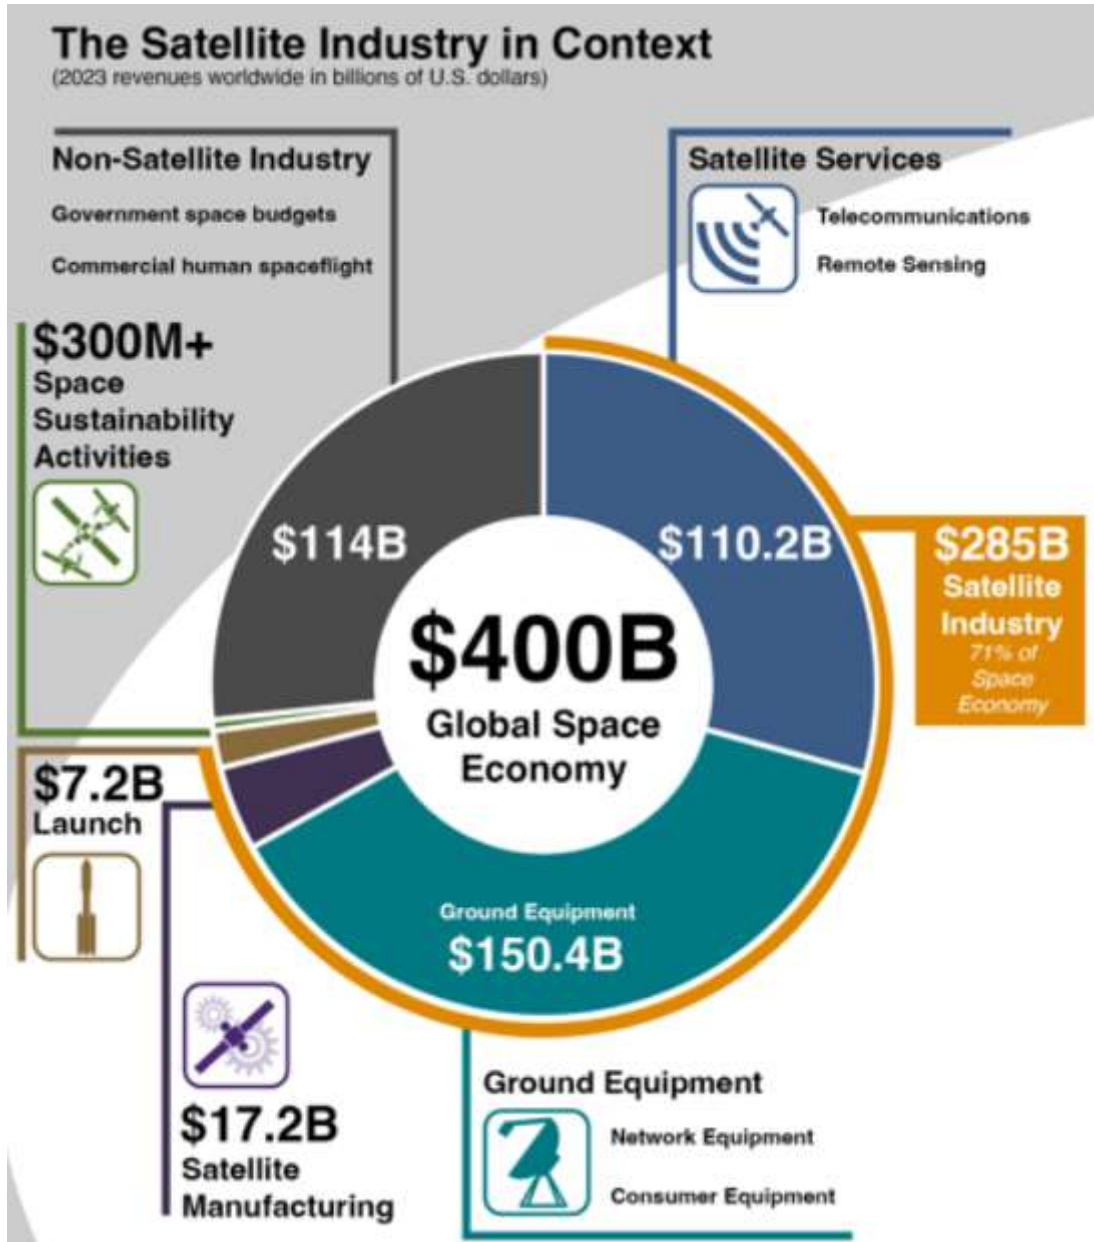 The Satellite Industry in Context
(2023 revenues worldwide in billions of U.S. dollars)
Non-Satellite Industry
Government space budgets
Commercial human spaceflight
Satellite Services
Telecommunications
Remote Sensing
$300M+
Space
Sustainability
Activities
$114B
$110.2B
$285B
Satellite
Industry
71% of
Space
Economy
$400B
Global Space
Economy
$7.2B
Launch
Ground Equipment
$150.4B
$17.2B
Satellite
Manufacturing
Ground Equipment
Network Equipment
Consumer Equipment